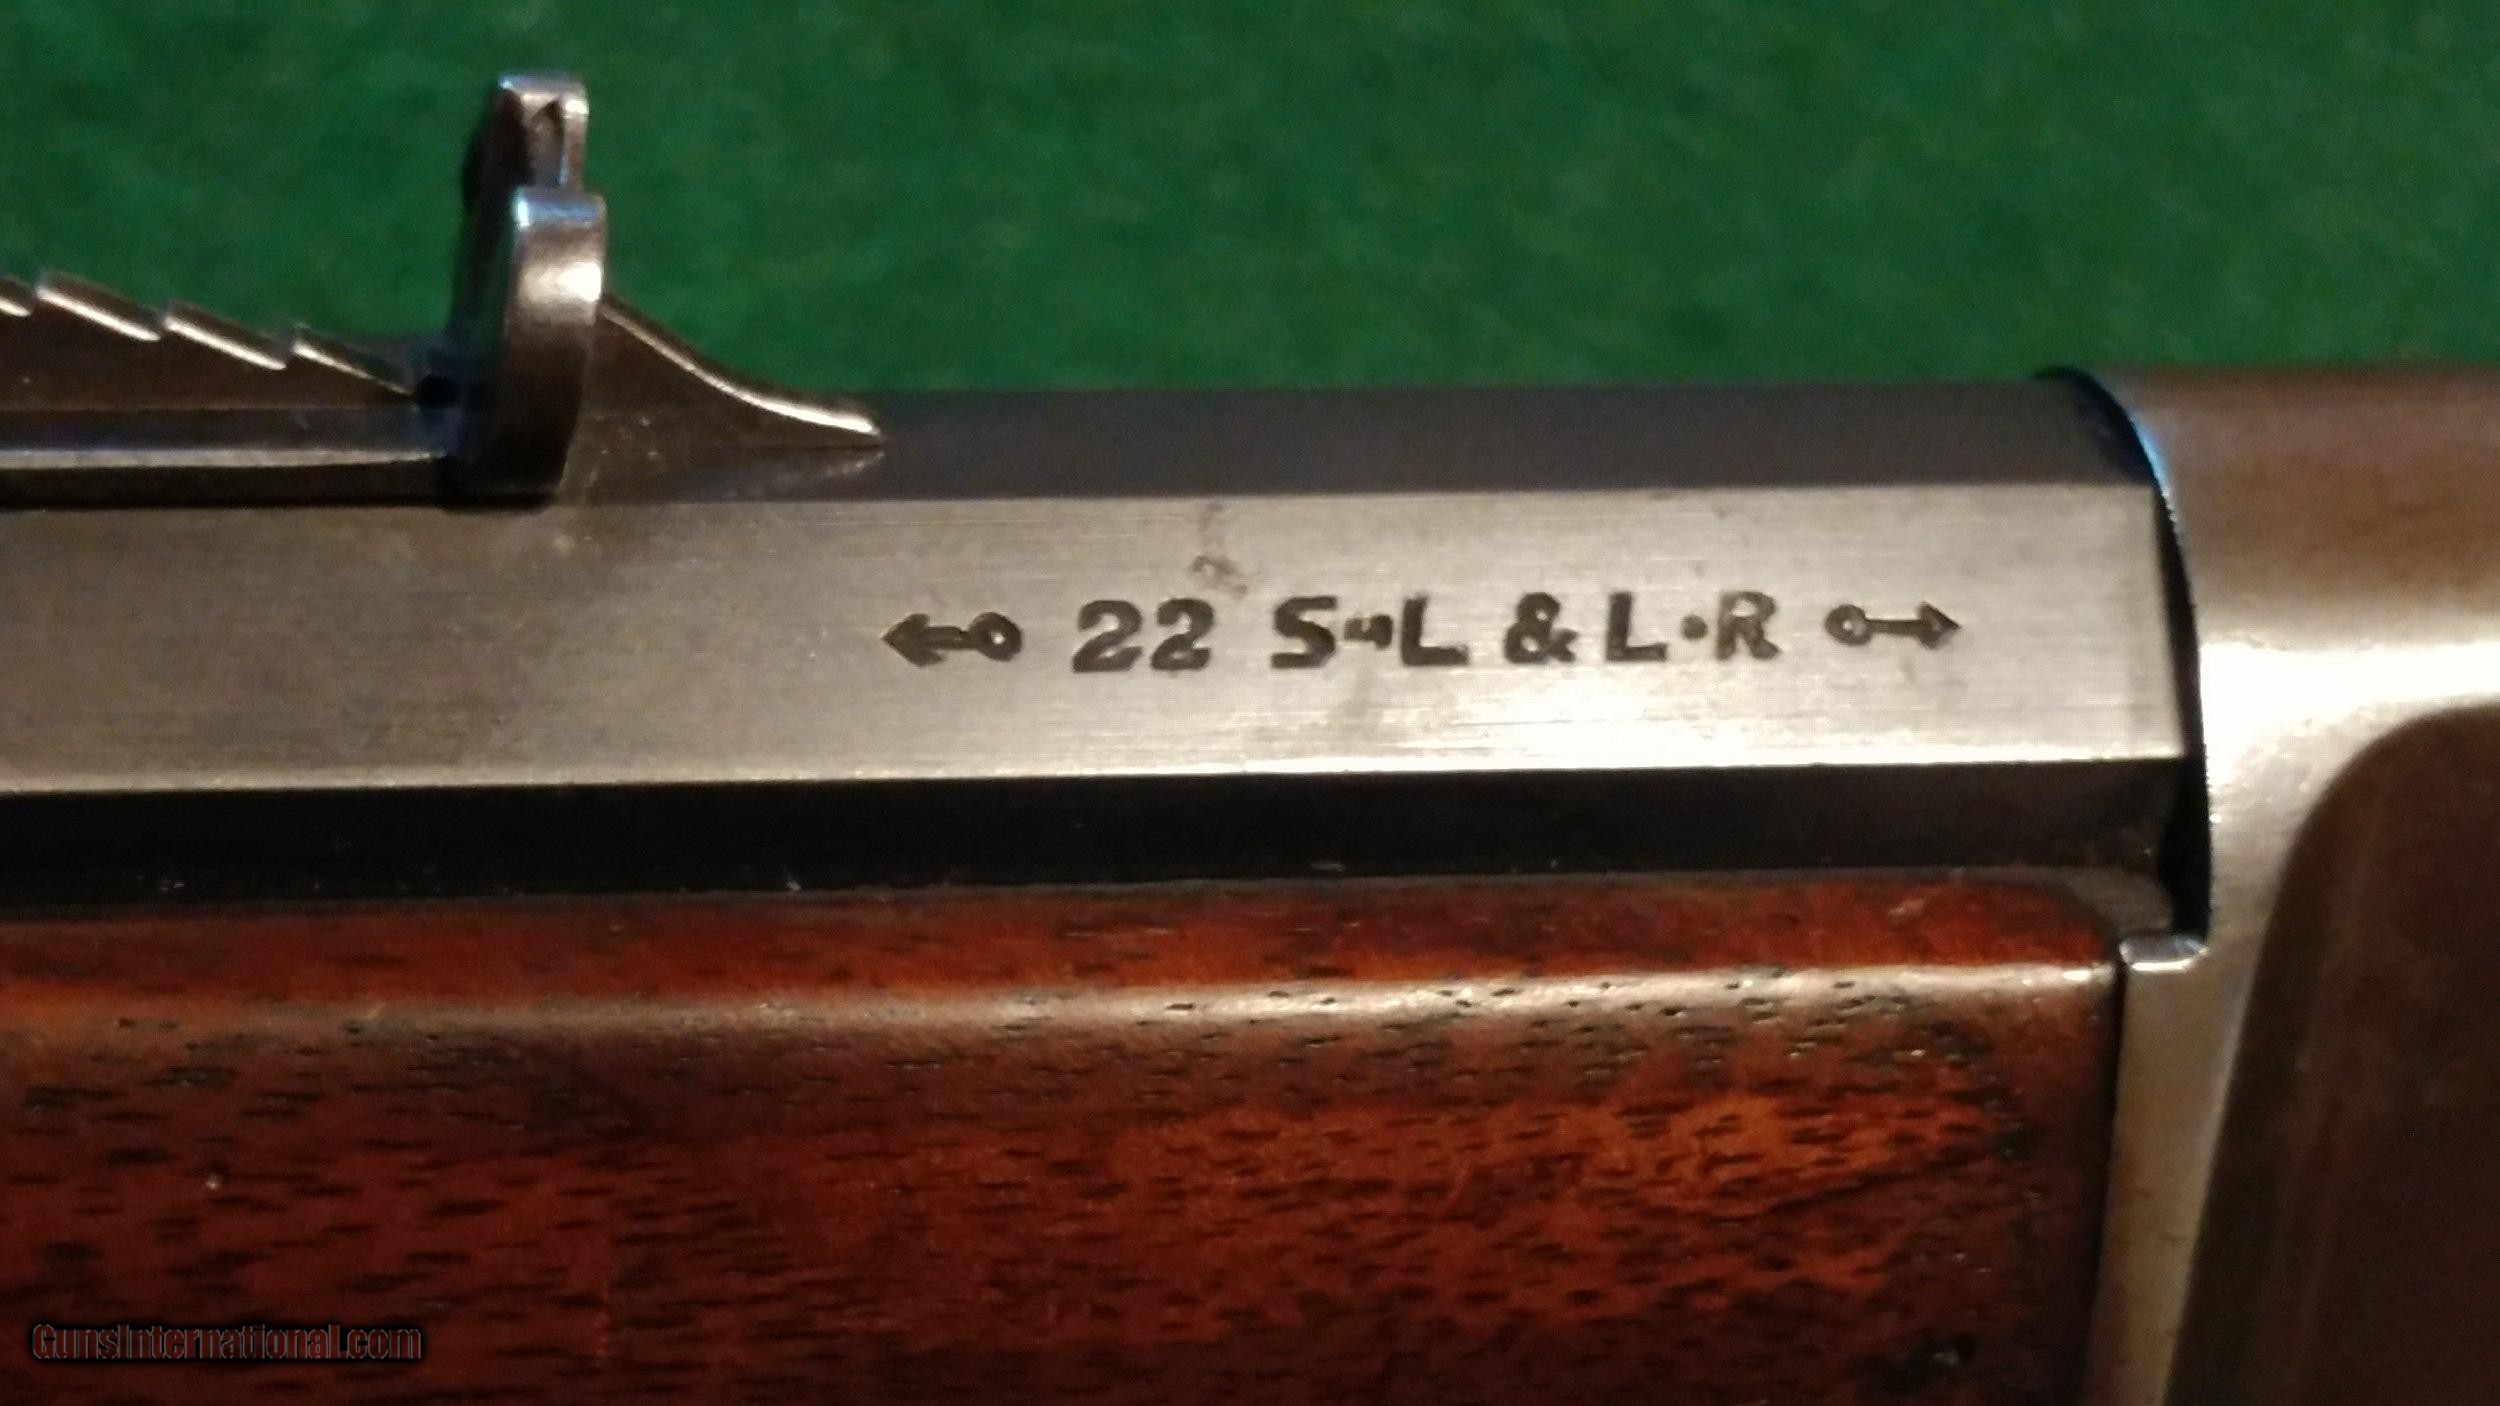 22 S-L & L·R
GunsInternational.com